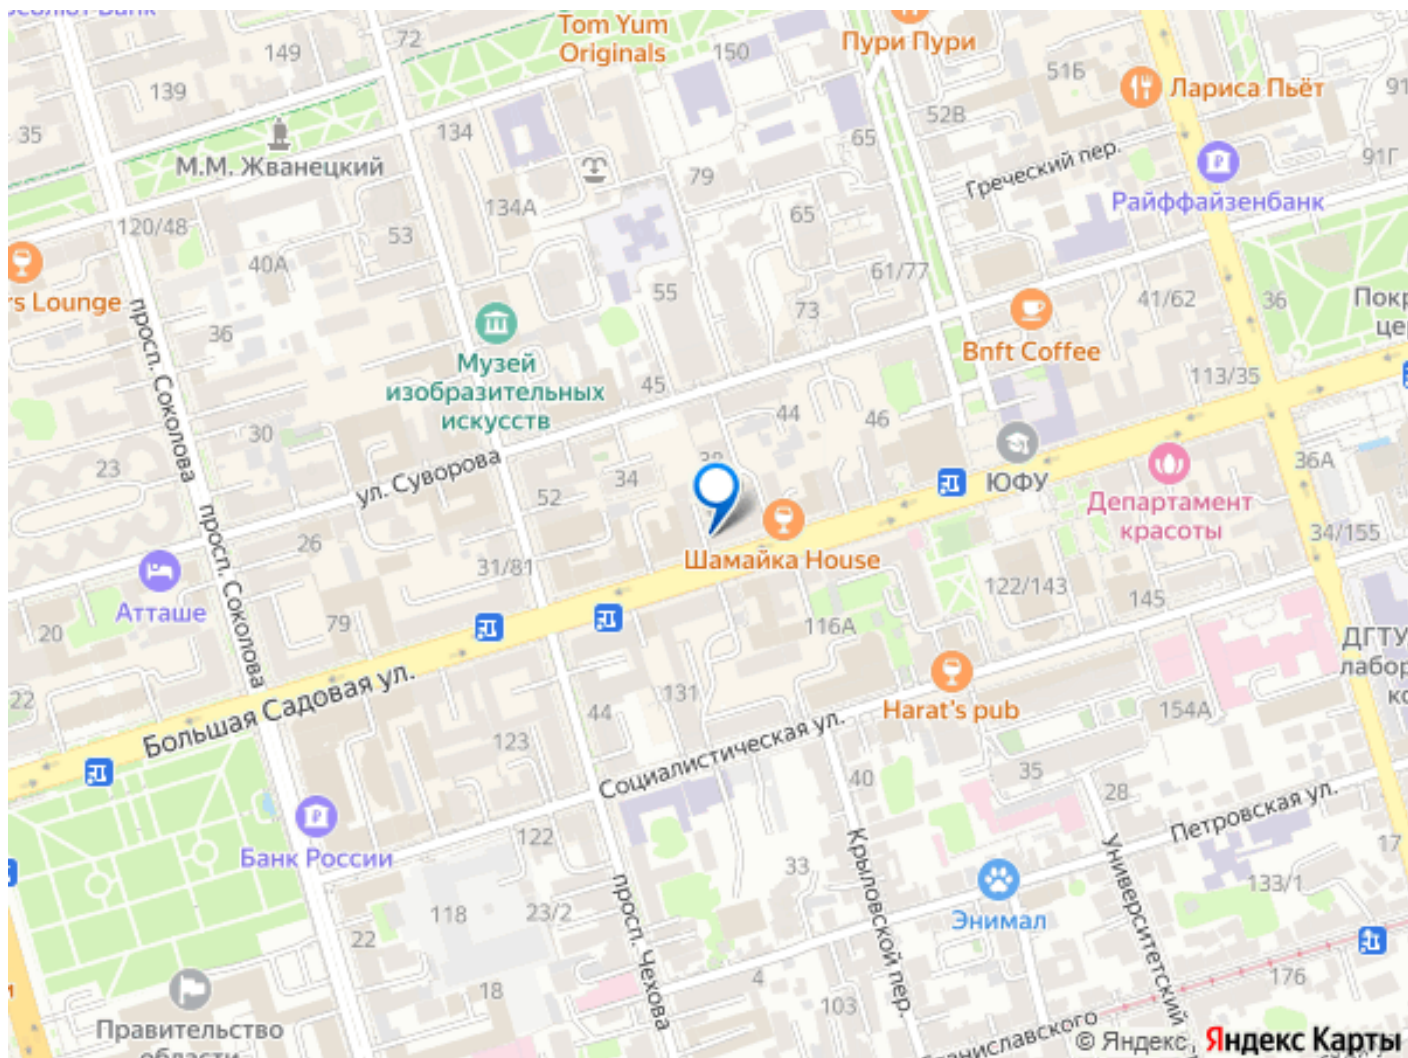 Tom Yum
Originals
Пури Пури
72
149
150
51Б
Лариса Пьёт
139
35
134
52В
65
91Г
М.М. Жванецкий
79
Греческий пер.
Райффайзенбанк
134А
65
120/48
53
40А
61/77
55
41/62
36
rs Lounge
73
36
Bnft Coffee
Музей
изобразительных
искусств
просп. Соколова
45
113/35
44
46
30
23
ул. Суворова
34
ЮФУ
36А
52
Департамент
красоты
просп. Соколова
26
34/155
Шамайка House
31/81
Атташе
122/143
145
20
79
116А
ДГТУ
22
Большая Садовая ул.
131
Harat's pub
154А
44
Социалистическая ул.
123
35
40
28
Петровская ул.
122
17
Банк России
33
Крыловской пер.
Университетский
133/1
118
23/2
просп. Чехова
Энимал
22
4
176
18
103
Правительство
области
© Яндекс
Яндекс Карты